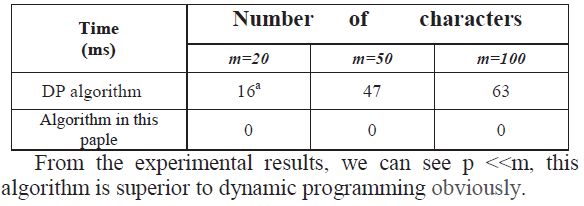 Time
(ms)
Number of characters
m=20 m=50 m=100
DP algorithm 16a 47 63
Algorithm in this
paple 0 0 0
From the experimental results, we can see p <<m, this
algorithm is superior to dynamic programming obviously.